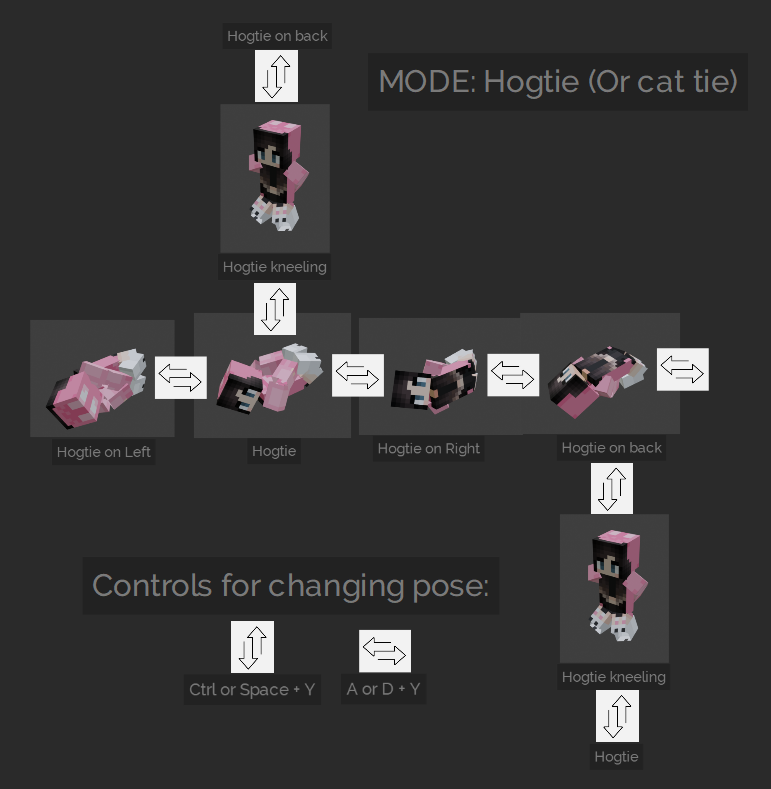 Hogtie on back
MODE: Hogtie (Or cat tie)
Hogtie kneeling
Hogtie on Left
Hogtie
Hogtie on Right
Hogtie on back
Controls for changing pose:
Hogtie kneeling
Ctrl or Space + Y
A or D + Y
Hogtie